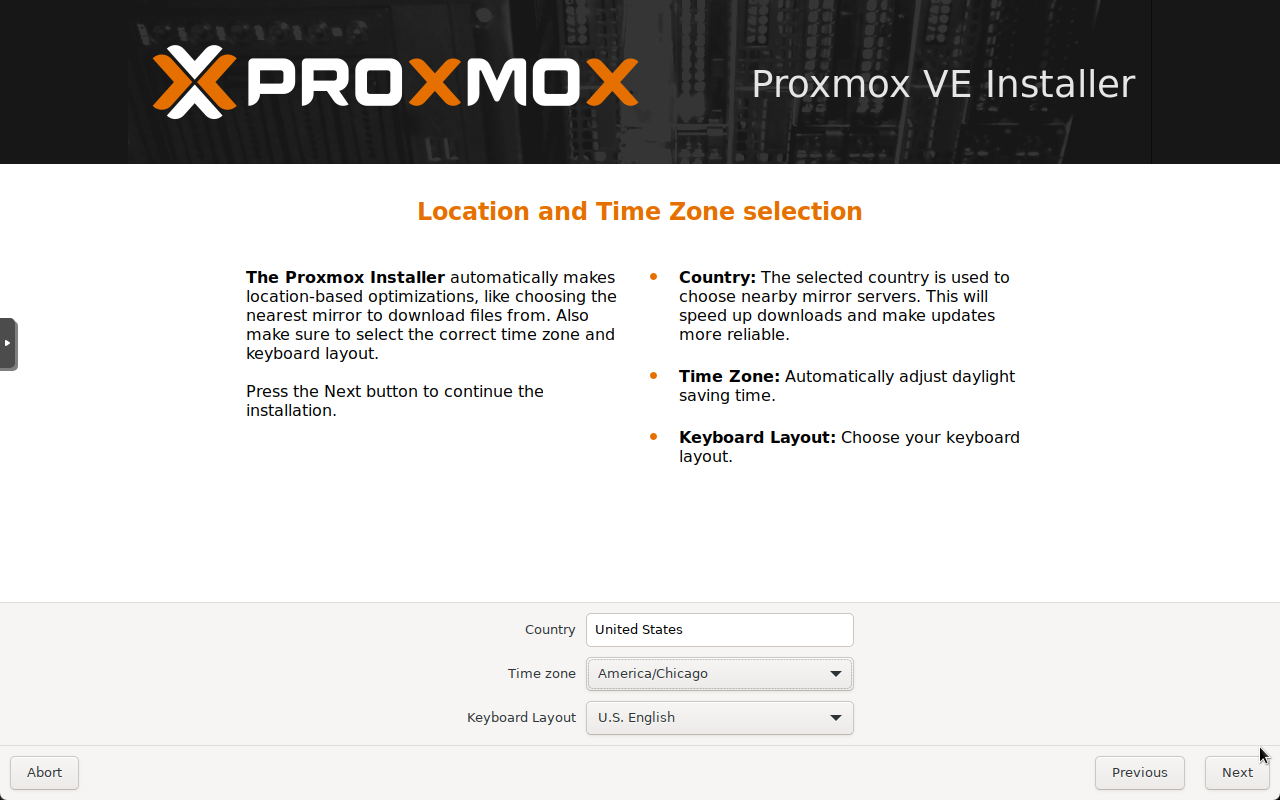 PROXMOX
Proxmox VE Installer
Location and Time Zone selection
The Proxmox Installer automatically makes
location-based optimizations, like choosing the
nearest mirror to download files from. Also
make sure to select the correct time zone and
keyboard layout.
Press the Next button to continue the
installation.
Country: The selected country is used to
choose nearby mirror servers. This will
speed up downloads and make updates
more reliable.
Time Zone: Automatically adjust daylight
saving time.
Keyboard Layout: Choose your keyboard
layout.
Country United States
Time zone America/Chicago
Keyboard Layout U.S. English
Abort Previous Next